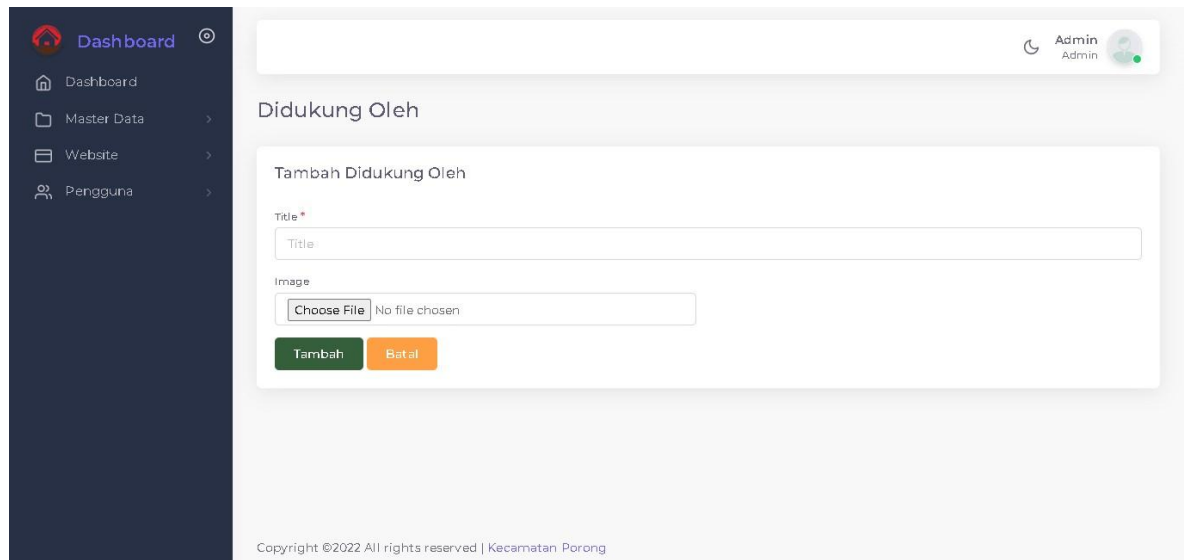 Dashboard
Dashboard
Master Data
Website
Pengguna
Admin
Admin
Didukung Oleh
Tambah Didukung Oleh
Title *
Title
Image
Choose File No file chosen
Tambah Batal
Copyright ©2022 All rights reserved | Kecamatan Porong